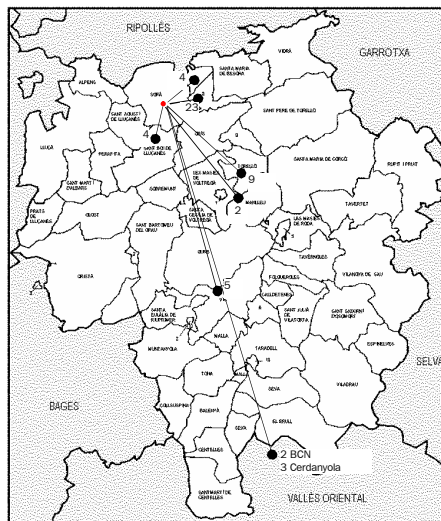 RIPOLLÈS
VIDRÀ
GARROTXA
SANTA MARIA
DE BESORA
ALPENS
4
SORÀ
23
SANT AGUSTÍ
DE LLUÇANÈS
SANT PERE DE TORELLÓ
4
ORÍS
LLUÇÀ
SANT BOI DE
LLUÇANÈS
PERAFITA
SANTA MARIA DE CORCÓ
RUPIT I PRUIT
TORELLÓ
LES MASIES
DE
VOLTREGÀ
9
SANT MARTÍ
D'ALBARS
SOBREMUNT
TAVERTET
MANLLEU
2
PRATS
DE
LLUÇANÈS
OLOST
SANTA
CECÍLIA DE
VOLTREGÀ
LES MASIES
DE RODA
SANT BARTOMEU
DEL GRAU
GURB
TAVÈRNOLES
ORISTÀ
FOLGUEROLES
VILANOVA DE SAU
5
CALLDETENES
SANTA
EULÀLIA DE
RIUPRIMER
SANT JULIÀ
DE
VILATORTA
SANT SADURNÍ
D'OSORMORT
MALLA
ESPINELVES
MUNTANYOLA
TARADELL
SELVA
TONA
VILADRAU
SEVA
COLLSUSPINA
BAGES
BALENYÀ
SEVA
EL BRULL
CENTELLES
2 BCN
3 Cerdanyola
SANT MARTÍ DE
CENTELLES
VALLÈS ORIENTAL